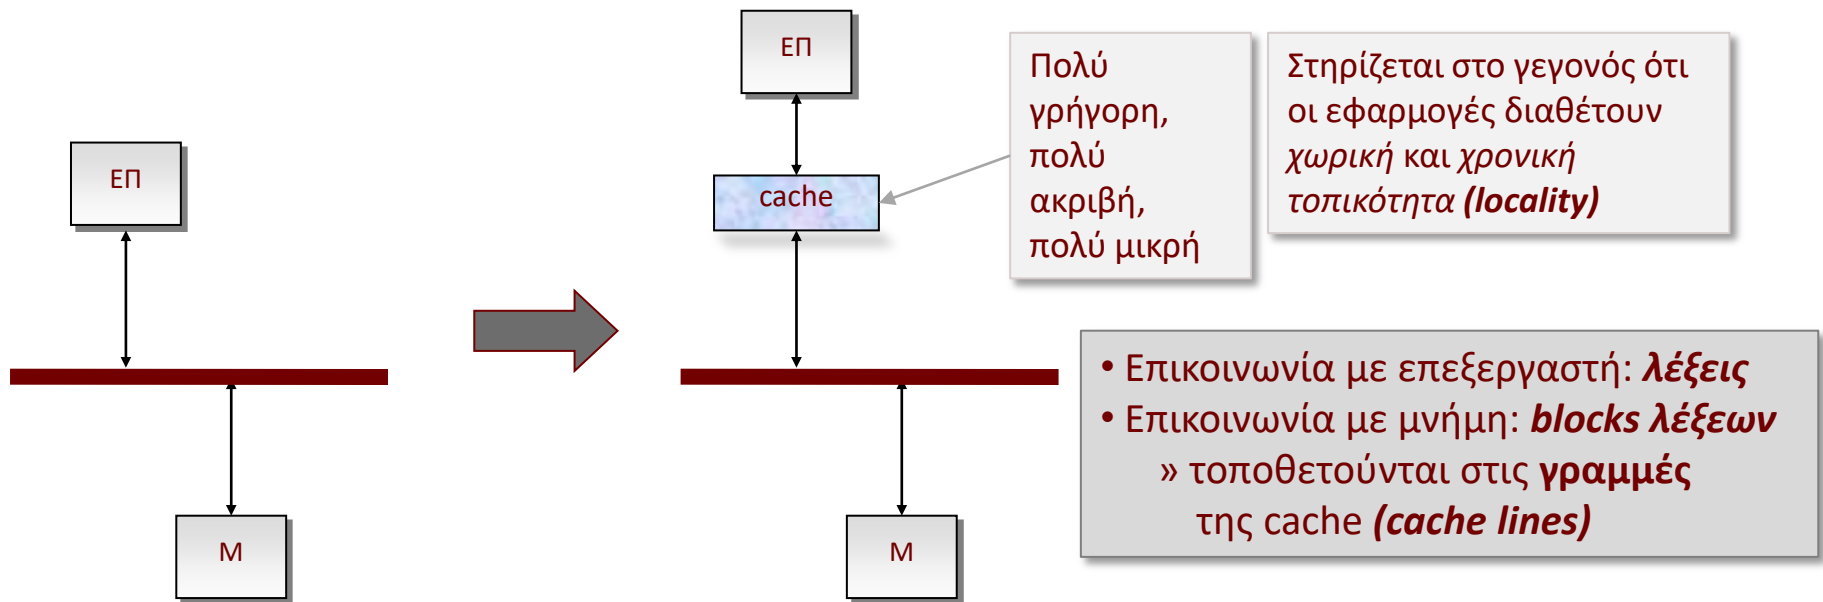 ΕΠ
Μ
ΕΠ
cache
Μ
Πολύ
γρήγορη,
πολύ
ακριβή,
πολύ μικρή
Στηρίζεται στο γεγονός ότι
οι εφαρμογές διαθέτουν
χωρική και χρονική
τοπικότητα (locality)
• Επικοινωνία με επεξεργαστή: λέξεις
• Επικοινωνία με μνήμη: blocks λέξεων
» τοποθετούνται στις γραμμές
της cache (cache lines)